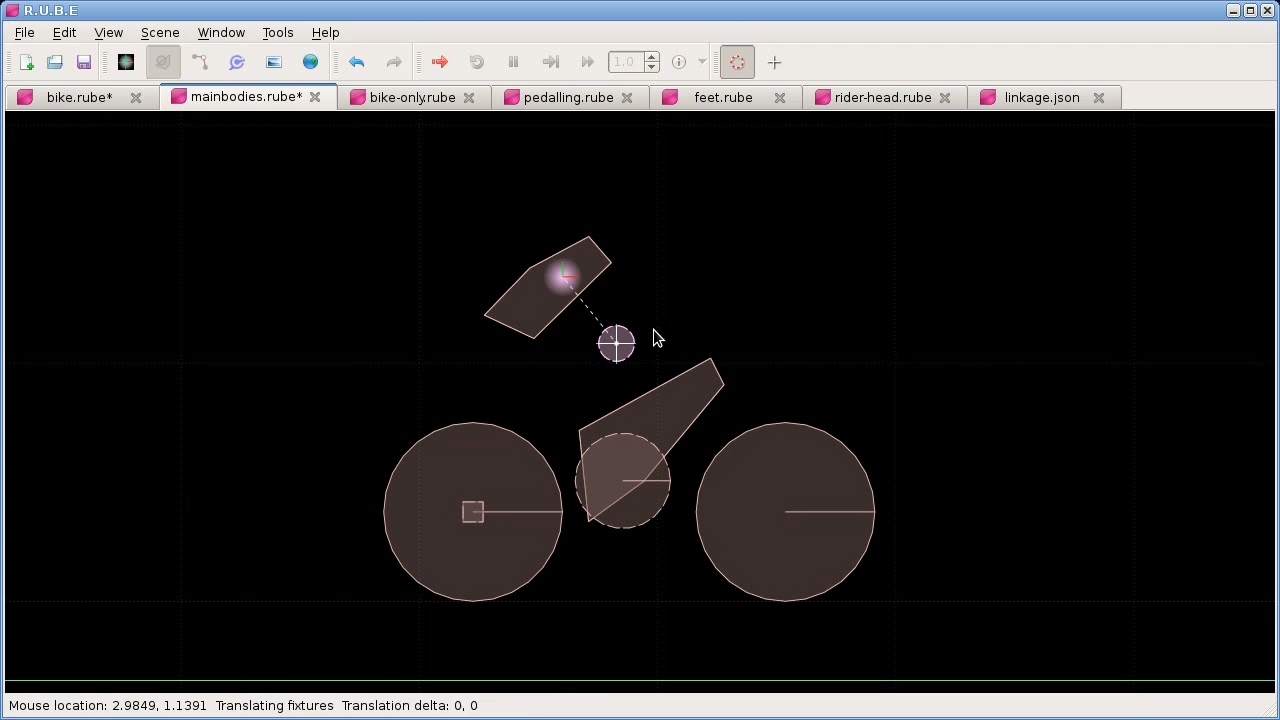 R.U.B.E
File Edit View Scene Window Tools Help
1.0
bike.rube* mainbodies.rube* bike-only.rube pedalling.rube feet.rube rider-head.rube linkage.json
Mouse location: 2.9849, 1.1391 Translating fixtures Translation delta: 0, 0